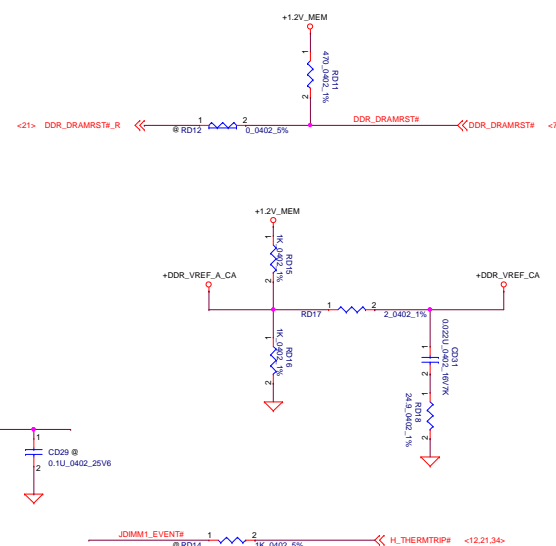 +1.2V_MEM
1
470_0402_1%
RD11
2
<21> DDR_DRAMRST#_R
1
2
@ RD12
0_0402_5%
DDR_DRAMRST#
DDR_DRAMRST#
+1.2V_MEM
1
1K_0402_1%
RD15
2
+DDR_VREF_A_CA
+DDR_VREF_CA
RD17
1
2
2_0402_1%
1
1K_0402_1%
RD16
2
1
0.022U_0402_16V7K
CD31
2
1
24.9_0402_1%
RD18
2
1
CD29 @
2
0.1U_0402_25V6
JDIMM1_EVENT#
1
2
@ RD14
1K_0402_5%
H_THERMTRIP# <12,21,34>